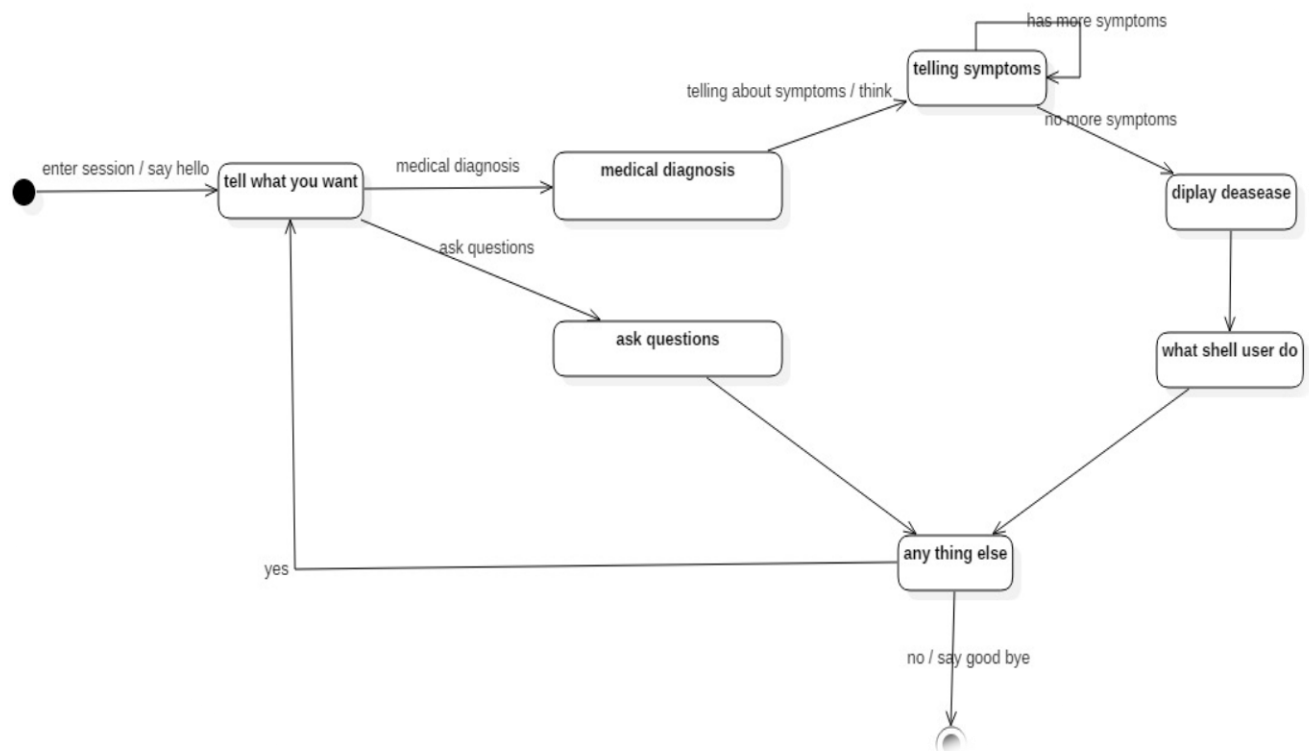 has more symptoms
telling symptoms
telling about symptoms / think
no more symptoms
enter session / say hello
medical diagnosis
medical diagnosis
tell what you want
diplay deasease
ask questions
ask questions
what shell user do
any thing else
yes
no / say good bye